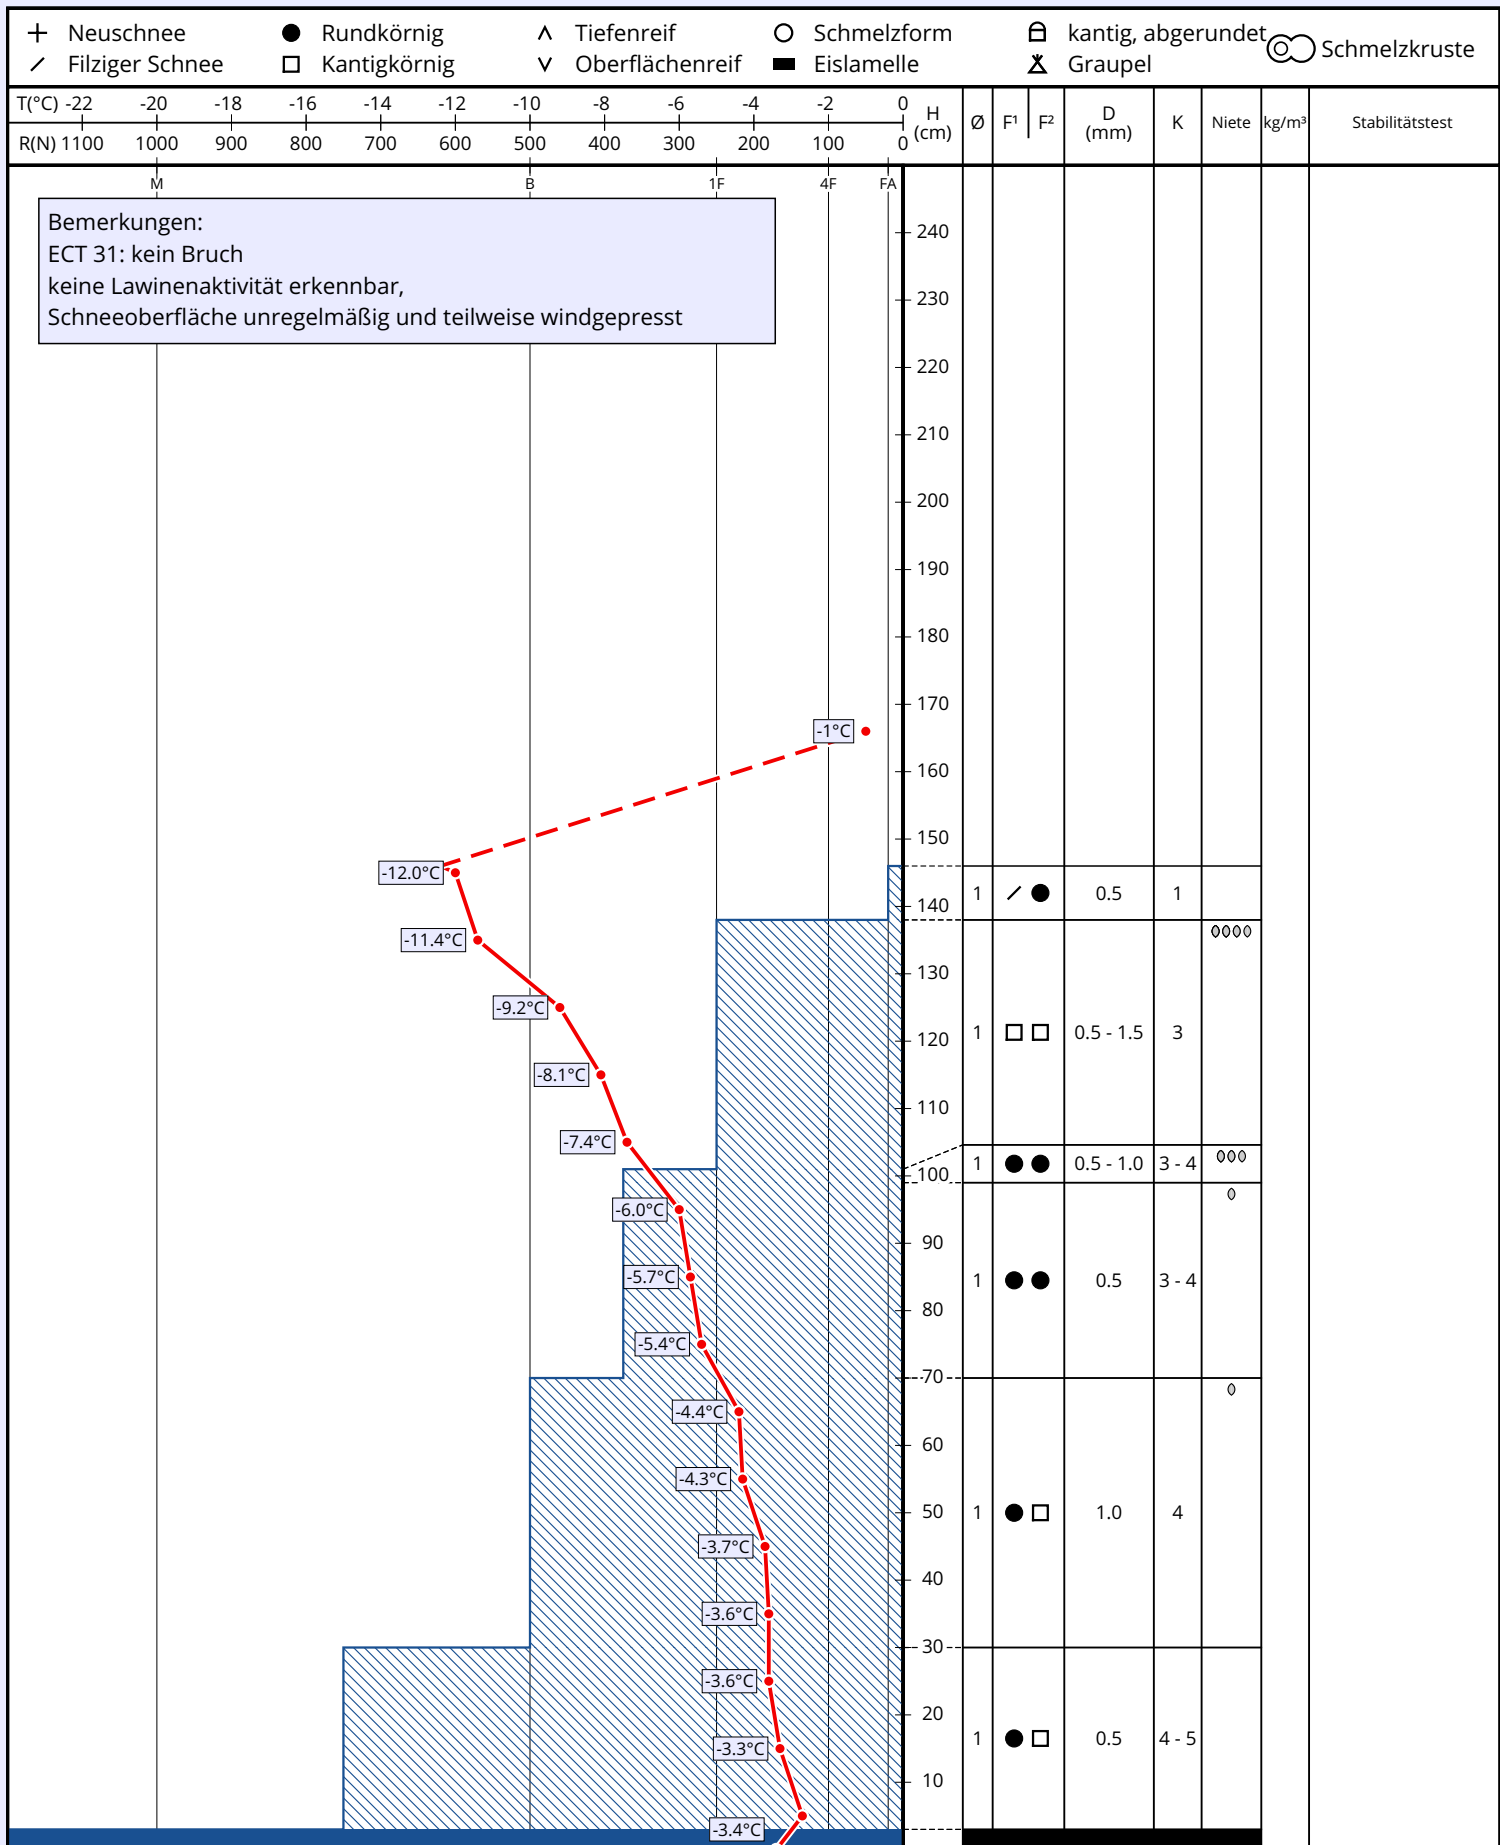 Neuschnee Rundkörnig Tiefenreif Schmelzform kantig, abgerundet Schmelzkruste
Filziger Schnee Kantigkörnig Oberflächenreif Eislamelle Graupel
T(°C) -22 -20 -18 -16 -14 -12 -10 -8 -6 -4 -2 0
R(N) 1100 1000 900 800 700 600 500 400 300 200 100 0
H (cm) Ø F¹ F² D (mm) K Niete kg/m³ Stabilitätstest
M B 1F 4F FA
Bemerkungen:
ECT 31: kein Bruch
keine Lawinenaktivität erkennbar,
Schneeoberfläche unregelmäßig und teilweise windgepresst
240
230
220
210
200
190
180
170
-1°C
160
150
-12.0°C
1 0.5 1
140
-11.4°C
130
-9.2°C
120 1 0.5 - 1.5 3
-8.1°C
110
-7.4°C
1 0.5 - 1.0 3 - 4
100
-6.0°C
90
-5.7°C 1 0.5 3 - 4
80
-5.4°C
70
-4.4°C
60
-4.3°C
50 1 1.0 4
-3.7°C
40
-3.6°C
30
-3.6°C
20
1 0.5 4 - 5
-3.3°C
10
-3.4°C